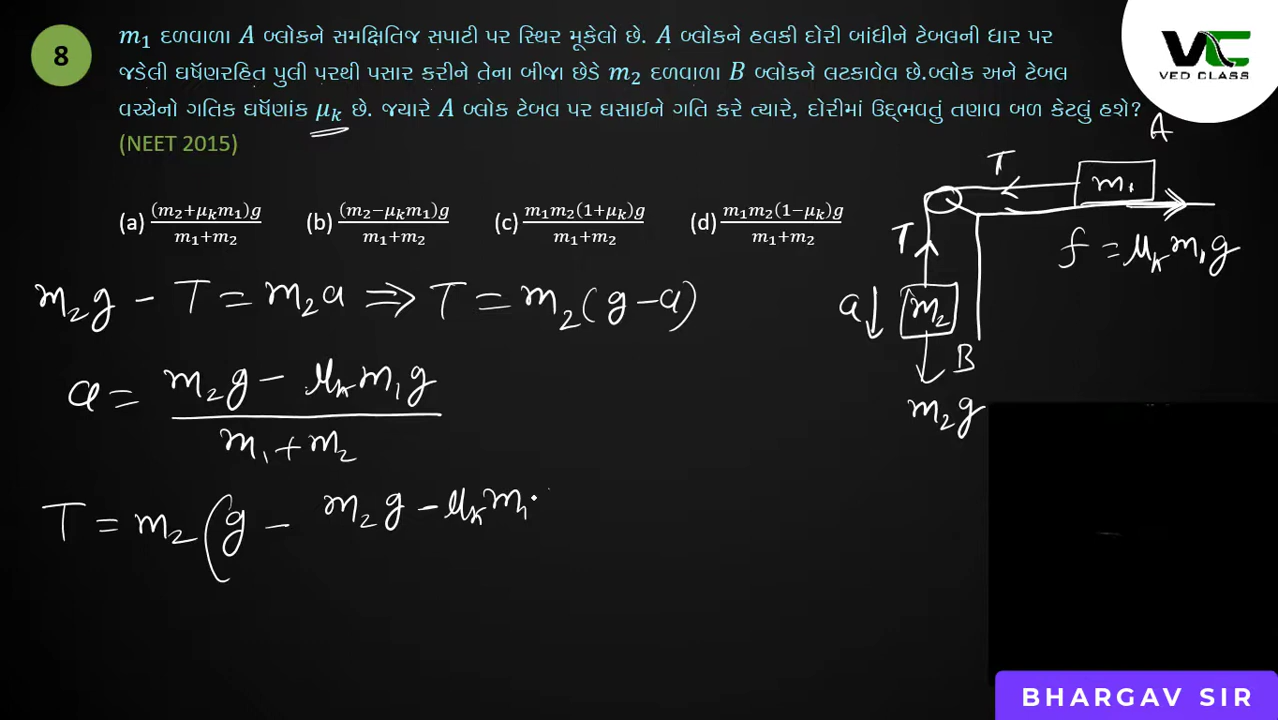 8
m₁ દળવાળા A બ્લોકને સમક્ષિતિજ સપાટી પર સ્થિર મૂકેલો છે. A બ્લોકને હલકી દોરી બાંધીને ટેબલની ધાર પર
જડેલી ઘર્ષણરહિત પુલી પરથી પસાર કરીને તેના બીજા છેડે m₂ દળવાળા B બ્લોકને લટકાવેલ છે.બ્લોક અને ટેબલ
વચ્ચેનો ગતિક ઘર્ષણાંક μₖ છે. જ્યારે A બ્લોક ટેબલ પર ઘસાઇને ગતિ કરે ત્યારે, દોરીમાં ઉદ્ભવતું તણાવ બળ કેટલું હશે?
(NEET 2015)
(a) (m₂+μₖm₁)g / m₁+m₂ (b) (m₂−μₖm₁)g / m₁+m₂ (c) m₁m₂(1+μₖ)g / m₁+m₂ (d) m₁m₂(1−μₖ)g / m₁+m₂
m₂g − T = m₂a ⇒ T = m₂(g−a)
a = m₂g − μₖm₁g / m₁+m₂
T = m₂(g − m₂g − μₖm₁
A
T
m₁
T
f = μₖm₁g
a
m₂
B
m₂g
VC
VED CLASS
BHARGAV SIR